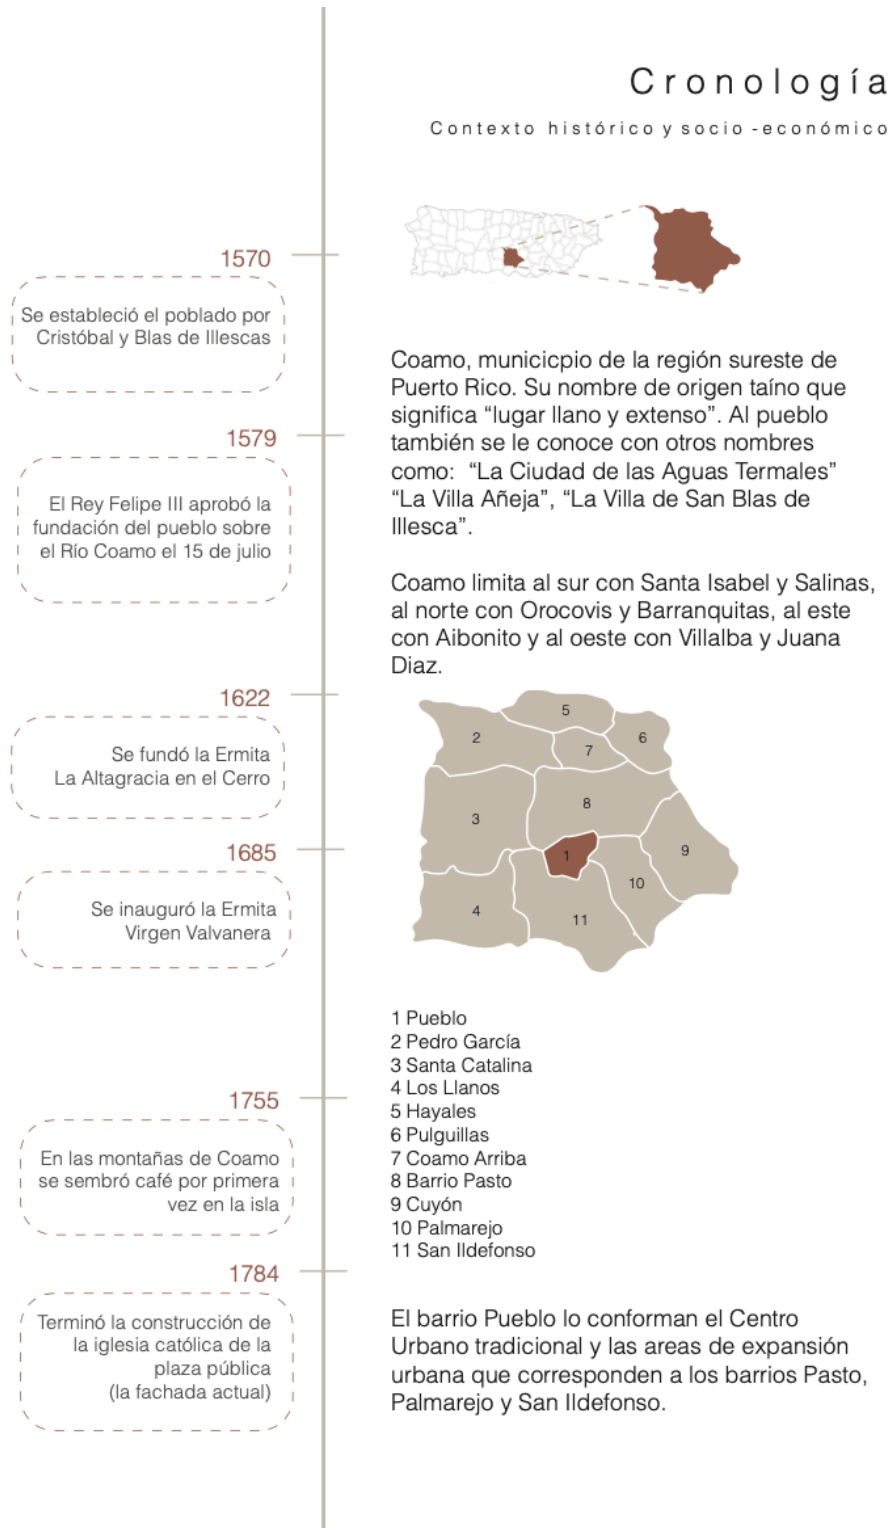 Cronología
Contexto histórico y socio-económico
1570
Se estableció el poblado por
Cristóbal y Blas de Illescas
1579
El Rey Felipe III aprobó la
fundación del pueblo sobre
el Río Coamo el 15 de julio
1622
Se fundó la Ermita
La Altagracia en el Cerro
1685
Se inauguró la Ermita
Virgen Valvanera
1755
En las montañas de Coamo
se sembró café por primera
vez en la isla
1784
Terminó la construcción de
la iglesia católica de la
plaza pública
(la fachada actual)
Coamo, municicpio de la región sureste de
Puerto Rico. Su nombre de origen taíno que
significa “lugar llano y extenso”. Al pueblo
también se le conoce con otros nombres
como: “La Ciudad de las Aguas Termales”
“La Villa Añeja”, “La Villa de San Blas de
Illesca”.
Coamo limita al sur con Santa Isabel y Salinas,
al norte con Orocovis y Barranquitas, al este
con Aibonito y al oeste con Villalba y Juana
Diaz.
5
2
6
7
8
3
1
9
10
4
11
1 Pueblo
2 Pedro García
3 Santa Catalina
4 Los Llanos
5 Hayales
6 Pulguillas
7 Coamo Arriba
8 Barrio Pasto
9 Cuyón
10 Palmarejo
11 San Ildefonso
El barrio Pueblo lo conforman el Centro
Urbano tradicional y las areas de expansión
urbana que corresponden a los barrios Pasto,
Palmarejo y San Ildefonso.